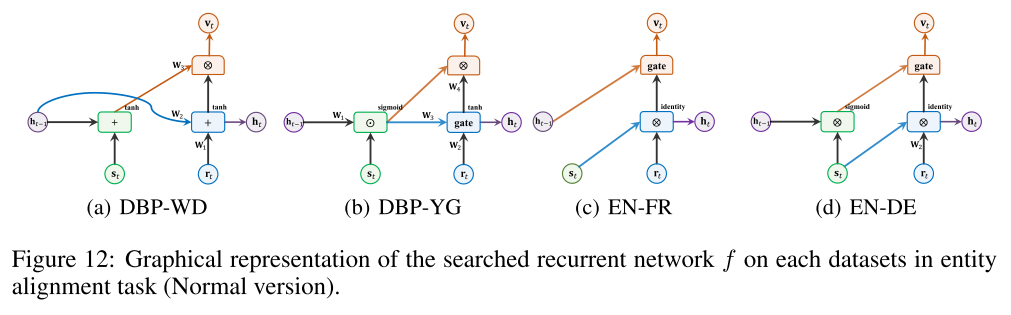 v_t v_t v_t v_t
W_3 ⊗ ⊗ gate gate
tanh W_2 tanh sigmoid W_4 tanh identity sigmoid identity
h_{t-1} + + h_t h_{t-1} W_1 ⊙ W_3 gate h_t h_{t-1} ⊗ h_t h_{t-1} ⊗ ⊗ h_t
W_1 W_2 W_2
s_t r_t s_t r_t s_t r_t s_t r_t
(a) DBP-WD (b) DBP-YG (c) EN-FR (d) EN-DE
Figure 12: Graphical representation of the searched recurrent network f on each datasets in entity
alignment task (Normal version).